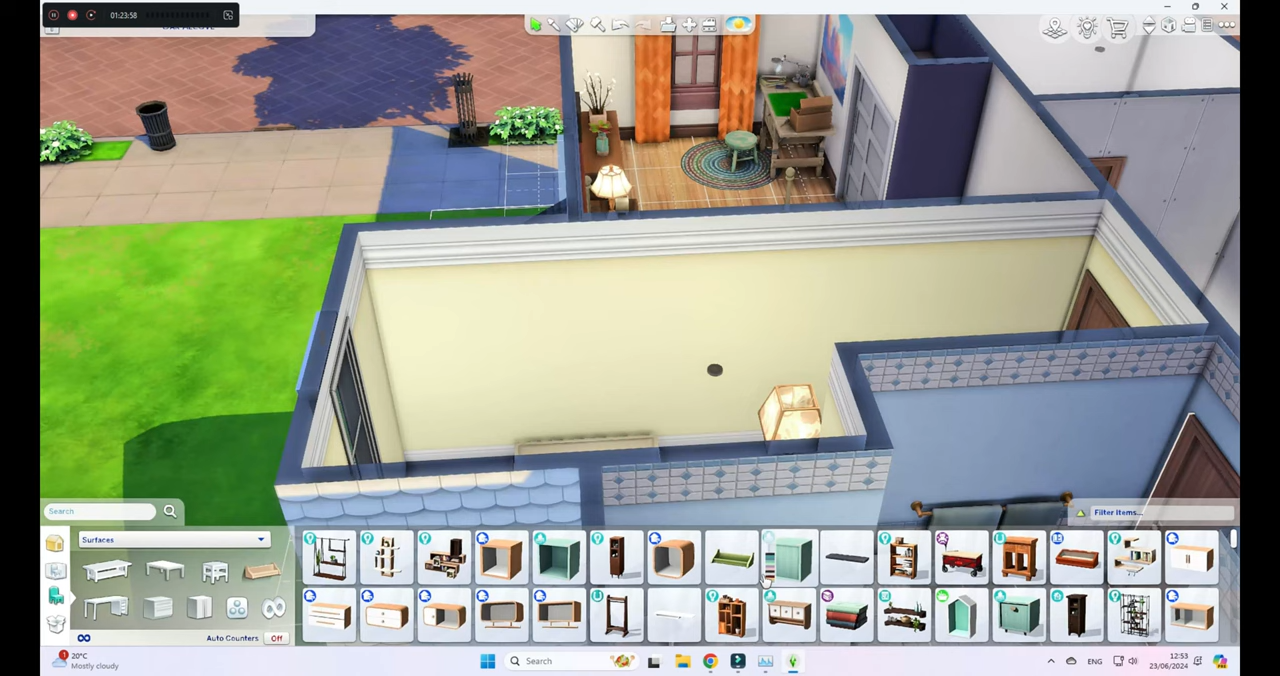 01:23:58
Search
Filter Items...
Surfaces
Auto Counters
Off
1
20°C
Mostly cloudy
Search
ENG
12:53
23/06/2024